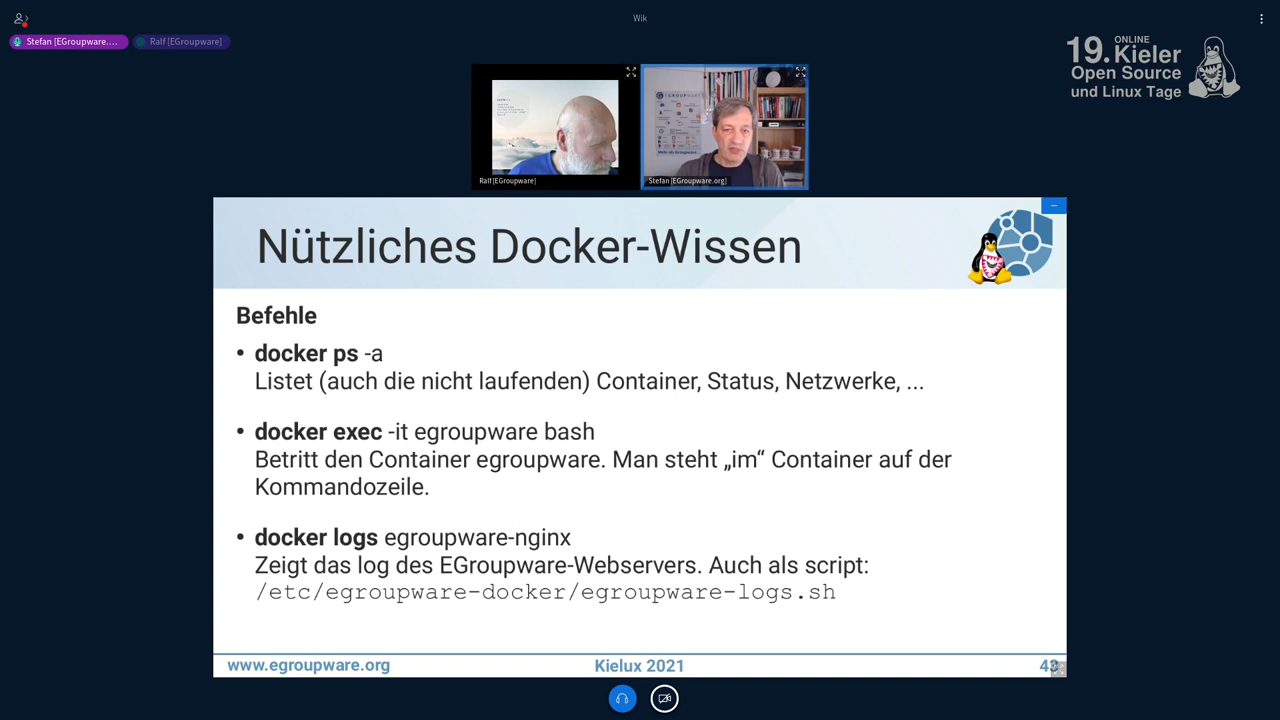 Wik
Stefan [EGroupware....
Ralf [EGroupware]
19.
ONLINE
Kieler
Open Source
und Linux Tage
EGROUPWARE
Ralf [EGroupware]
Stefan [EGroupware.org]
Nützliches Docker-Wissen
Befehle
• docker ps -a
Listet (auch die nicht laufenden) Container, Status, Netzwerke, ...
• docker exec -it egroupware bash
Betritt den Container egroupware. Man steht „im“ Container auf der
Kommandozeile.
• docker logs egroupware-nginx
Zeigt das log des EGroupware-Webservers. Auch als script:
/etc/egroupware-docker/egroupware-logs.sh
www.egroupware.org
Kielux 2021